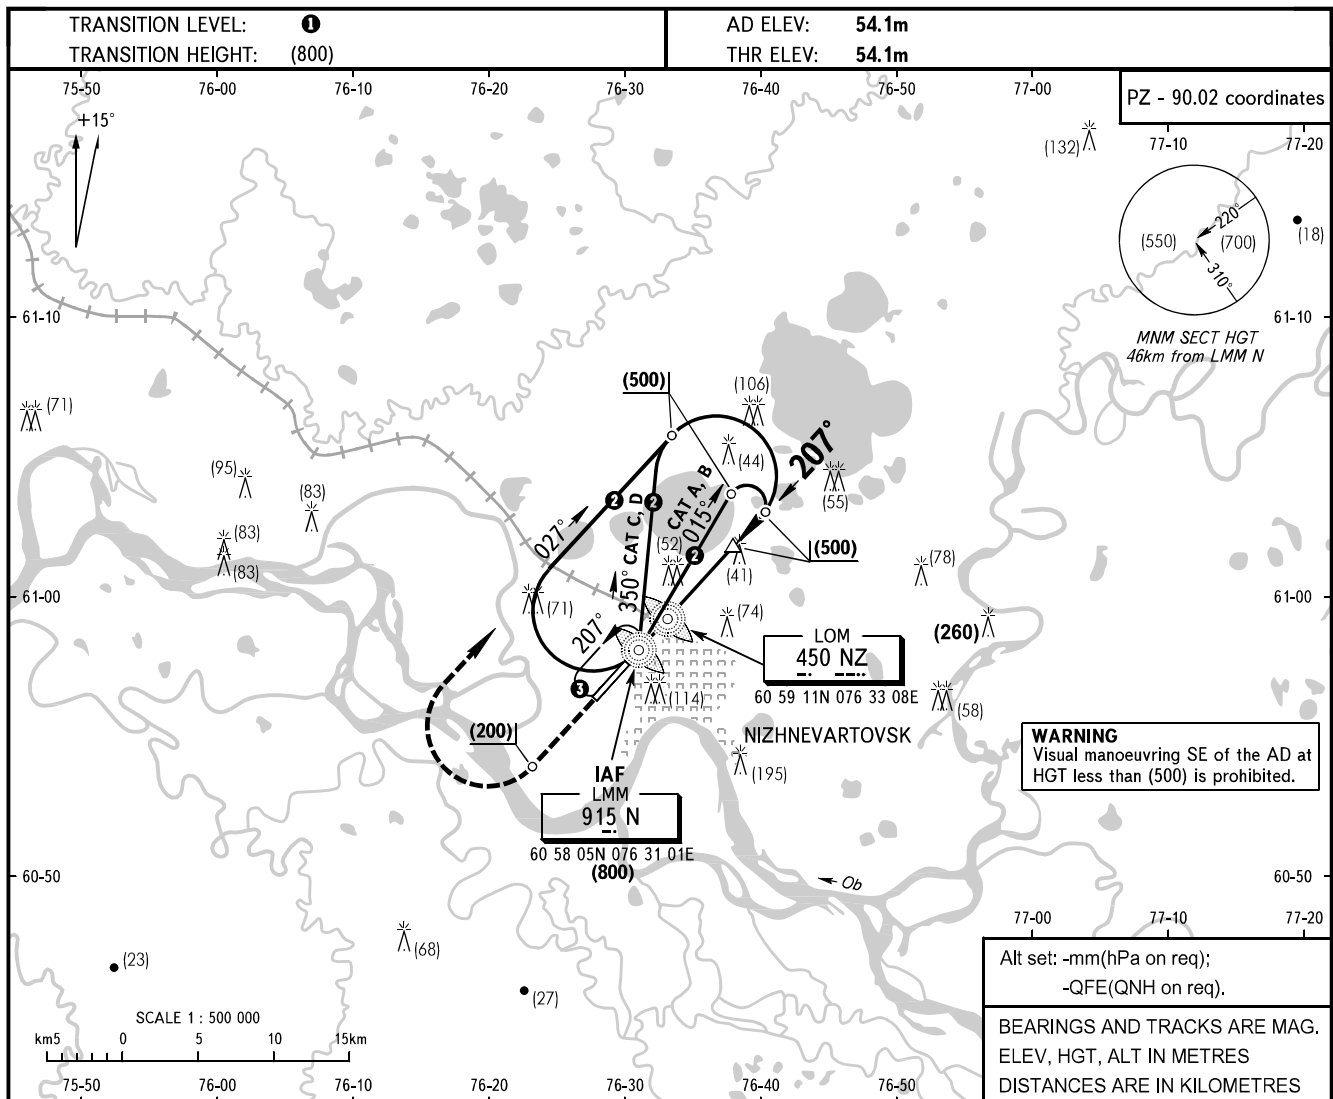 TRANSITION LEVEL: 1
TRANSITION HEIGHT: (800)
AD ELEV: 54.1m
THR ELEV: 54.1m
75-50 76-00 76-10 76-20 76-30 76-40 76-50 77-00
PZ - 90.02 coordinates
77-10 77-20
+15°
(132)
220°
(550) (700)
310°
(18)
61-10 61-10
MNM SECT HGT
46km from LMM N
(500)
(106)
(71)
207°
(44)
(95)
(55)
(83)
2 2
CAT A, B
015°
027°
CAT C, D
350°
(83)
(52) 2
(500)
(83)
(41)
(78)
61-00 61-00
(71)
(74)
207°
(260)
LOM
450 NZ
60 59 11N 076 33 08E
3
(114)
(58)
(200)
NIZHNEVARTOVSK
WARNING
Visual manoeuvring SE of the AD at
HGT less than (500) is prohibited.
(195)
IAF
LMM
915 N
60 58 05N 076 31 01E
(800)
60-50 60-50
Ob
77-00 77-10 77-20
(68)
(23)
(27)
Alt set: -mm(hPa on req);
-QFE(QNH on req).
SCALE 1 : 500 000
km5 0 5 10 15km
BEARINGS AND TRACKS ARE MAG.
ELEV, HGT, ALT IN METRES
DISTANCES ARE IN KILOMETRES
75-50 76-00 76-10 76-20 76-30 76-40 76-50